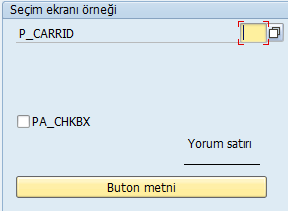 Seçim ekranı örneği
P_CARRID
PA_CHKBX
Yorum satırı
Buton metni